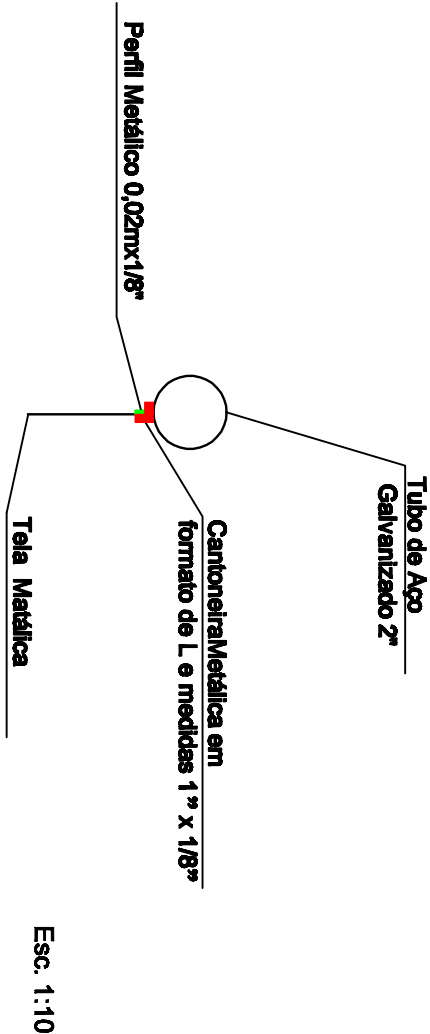 Tubo de Aço
Galvanizado 2"
Perfil Metálico 0,02mx1/8"
CantoneiraMetálica em
formato de L e medidas 1" x 1/8"
Tela Matálica
Esc. 1:10